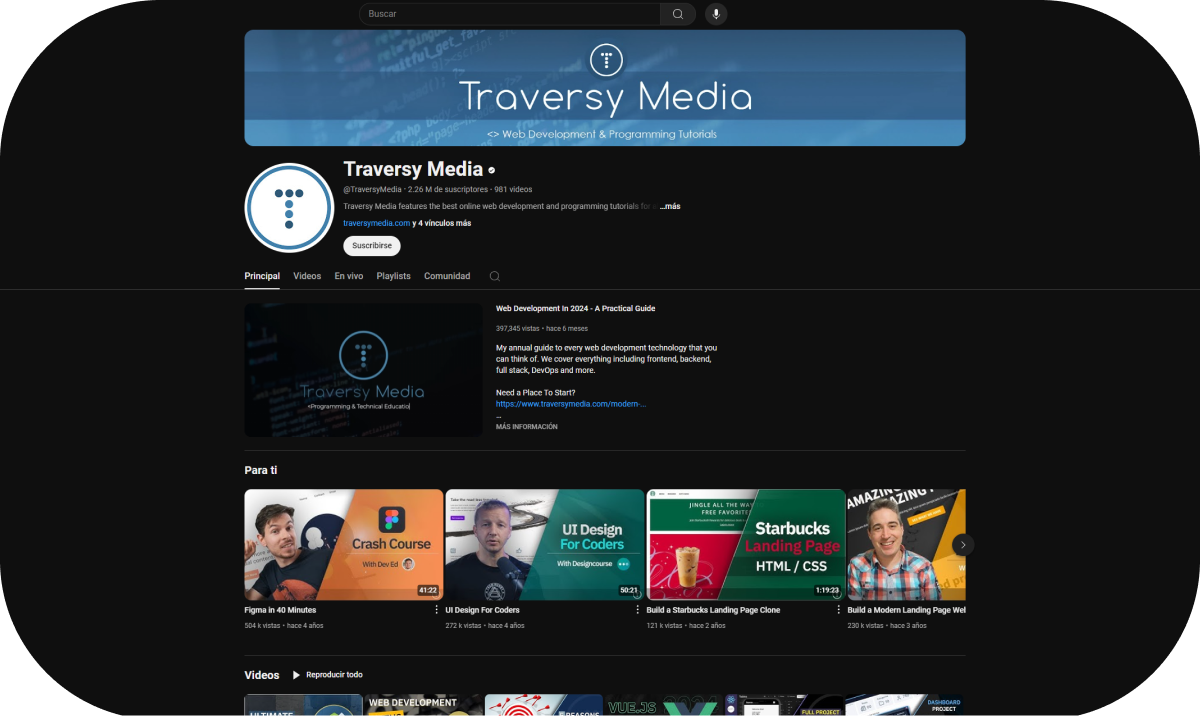 Buscar
Traversy Media
<> Web Development & Programming Tutorials
Traversy Media
@TraversyMedia · 2.26 M de suscriptores · 981 videos
Traversy Media features the best online web development and programming tutorials for ...más
traversymedia.com y 4 vínculos más
Suscribirse
Principal Videos En vivo Playlists Comunidad
Traversy Media
<Programming & Technical Educatio
Web Development In 2024 - A Practical Guide
397,345 vistas • hace 6 meses
My annual guide to every web development technology that you
can think of. We cover everything including frontend, backend,
full stack, DevOps and more.
Need a Place To Start?
https://www.traversymedia.com/modern-...
...
MÁS INFORMACIÓN
Para ti
Crash Course
With Dev Ed
41:22
UI Design
For Coders
With Designcourse
50:21
JINGLE ALL THE WAY
FREE FAVORITE
Starbucks
Landing Page
HTML / CSS
1:19:23
AMAZING
Figma in 40 Minutes
504 k vistas • hace 4 años
UI Design For Coders
272 k vistas • hace 4 años
Build a Starbucks Landing Page Clone
121 k vistas • hace 2 años
Build a Modern Landing Page Wel
230 k vistas • hace 3 años
Videos Reproducir todo
ULTIMATE
WEB DEVELOPMENT
REASONS
VUE.JS 2024
FULL PROJECT
DASHBOARD
PROJECT